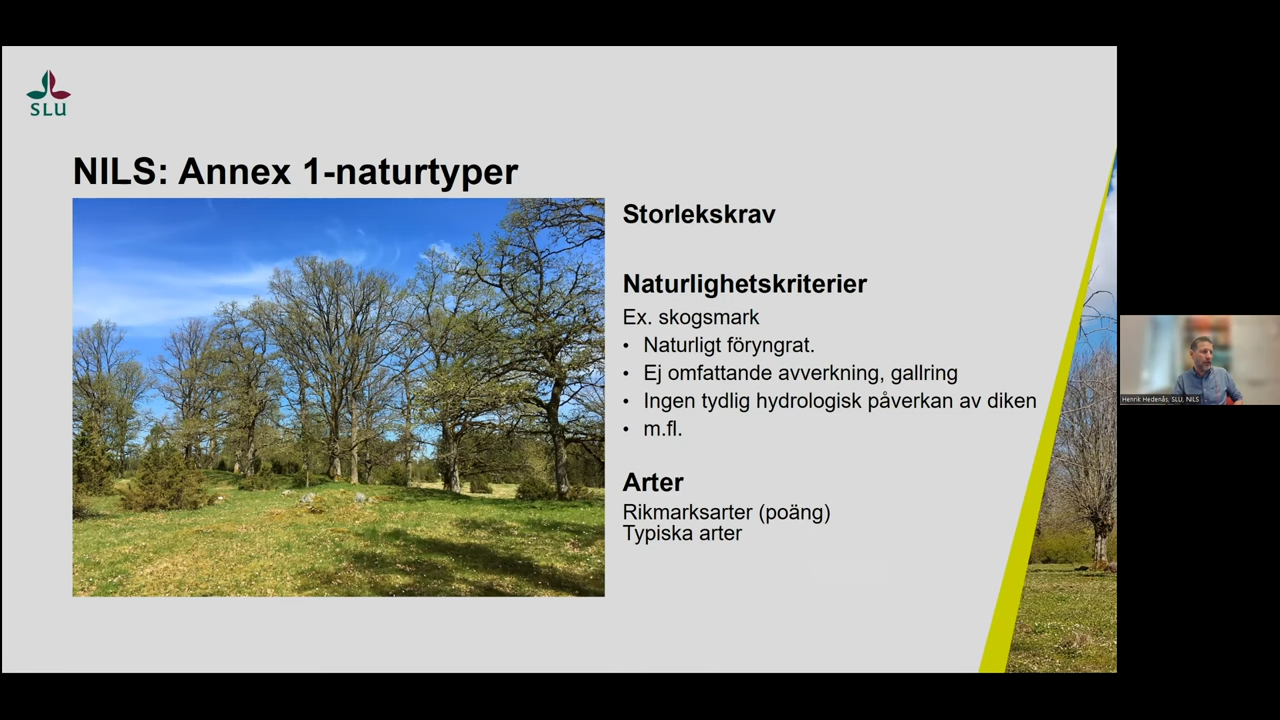 SLU
NILS: Annex 1-naturtyper
Storlekskrav
Naturlighetskriterier
Ex. skogsmark
• Naturligt föryngrat.
• Ej omfattande avverkning, gallring
• Ingen tydlig hydrologisk påverkan av diken
• m.fl.
Arter
Rikmarksarter (poäng)
Typiska arter
Henrik Hedenås, SLU, NILS